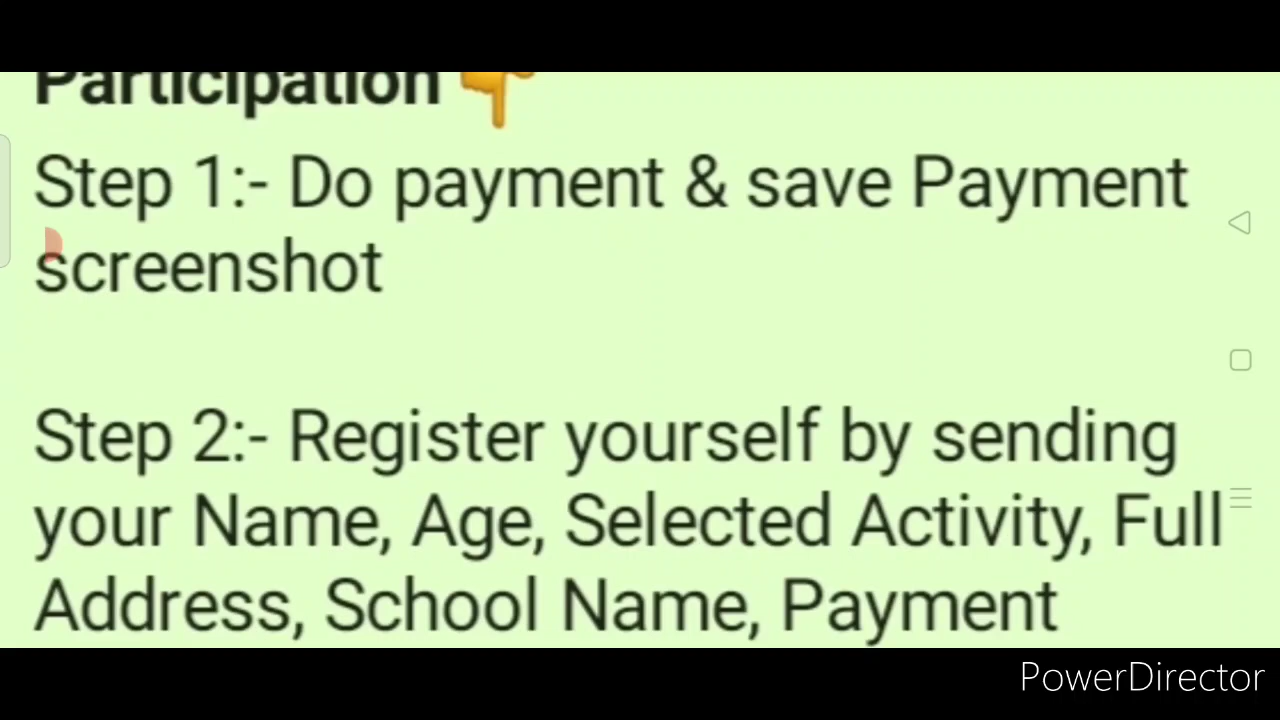 Participation👇
Step 1:- Do payment & save Payment
screenshot
Step 2:- Register yourself by sending
your Name, Age, Selected Activity, Full
Address, School Name, Payment
PowerDirector